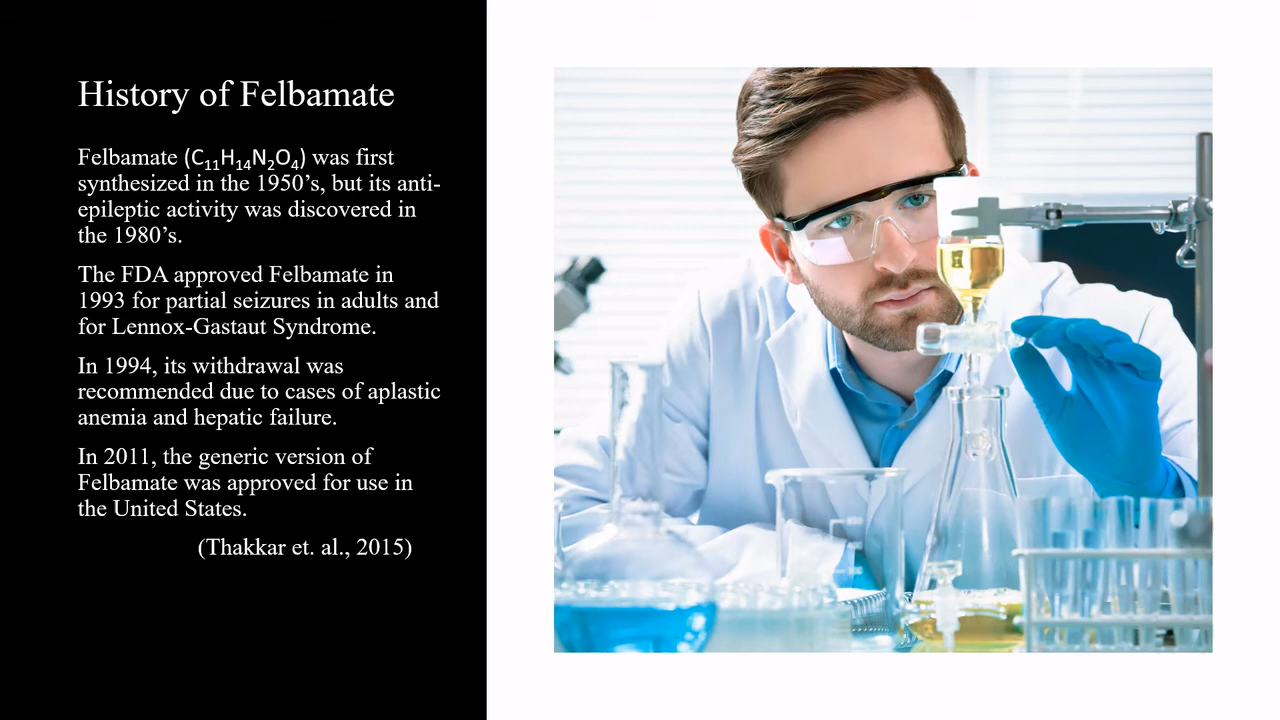 History of Felbamate
Felbamate (C₁₁H₁₄N₂O₄) was first
synthesized in the 1950’s, but its anti-
epileptic activity was discovered in
the 1980’s.
The FDA approved Felbamate in
1993 for partial seizures in adults and
for Lennox-Gastaut Syndrome.
In 1994, its withdrawal was
recommended due to cases of aplastic
anemia and hepatic failure.
In 2011, the generic version of
Felbamate was approved for use in
the United States.
(Thakkar et. al., 2015)